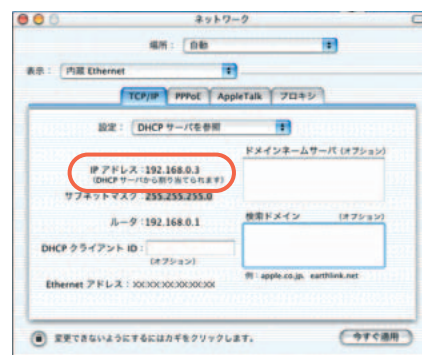 ネットワーク
場所： 自動
表示： 内蔵 Ethernet
TCP/IP PPPoE AppleTalk プロキシ
設定： DHCP サーバを参照
ドメインネームサーバ (オプション)
IP アドレス：192.168.0.3
(DHCP サーバから割り当てられます)
サブネットマスク：255.255.255.0
ルータ：192.168.0.1
検索ドメイン (オプション)
DHCP クライアント ID：
(オプション)
例：apple.co.jp, earthlink.net
Ethernet アドレス：xx:xx:xx:xx:xx:xx
変更できないようにするにはカギをクリックします。
今すぐ適用